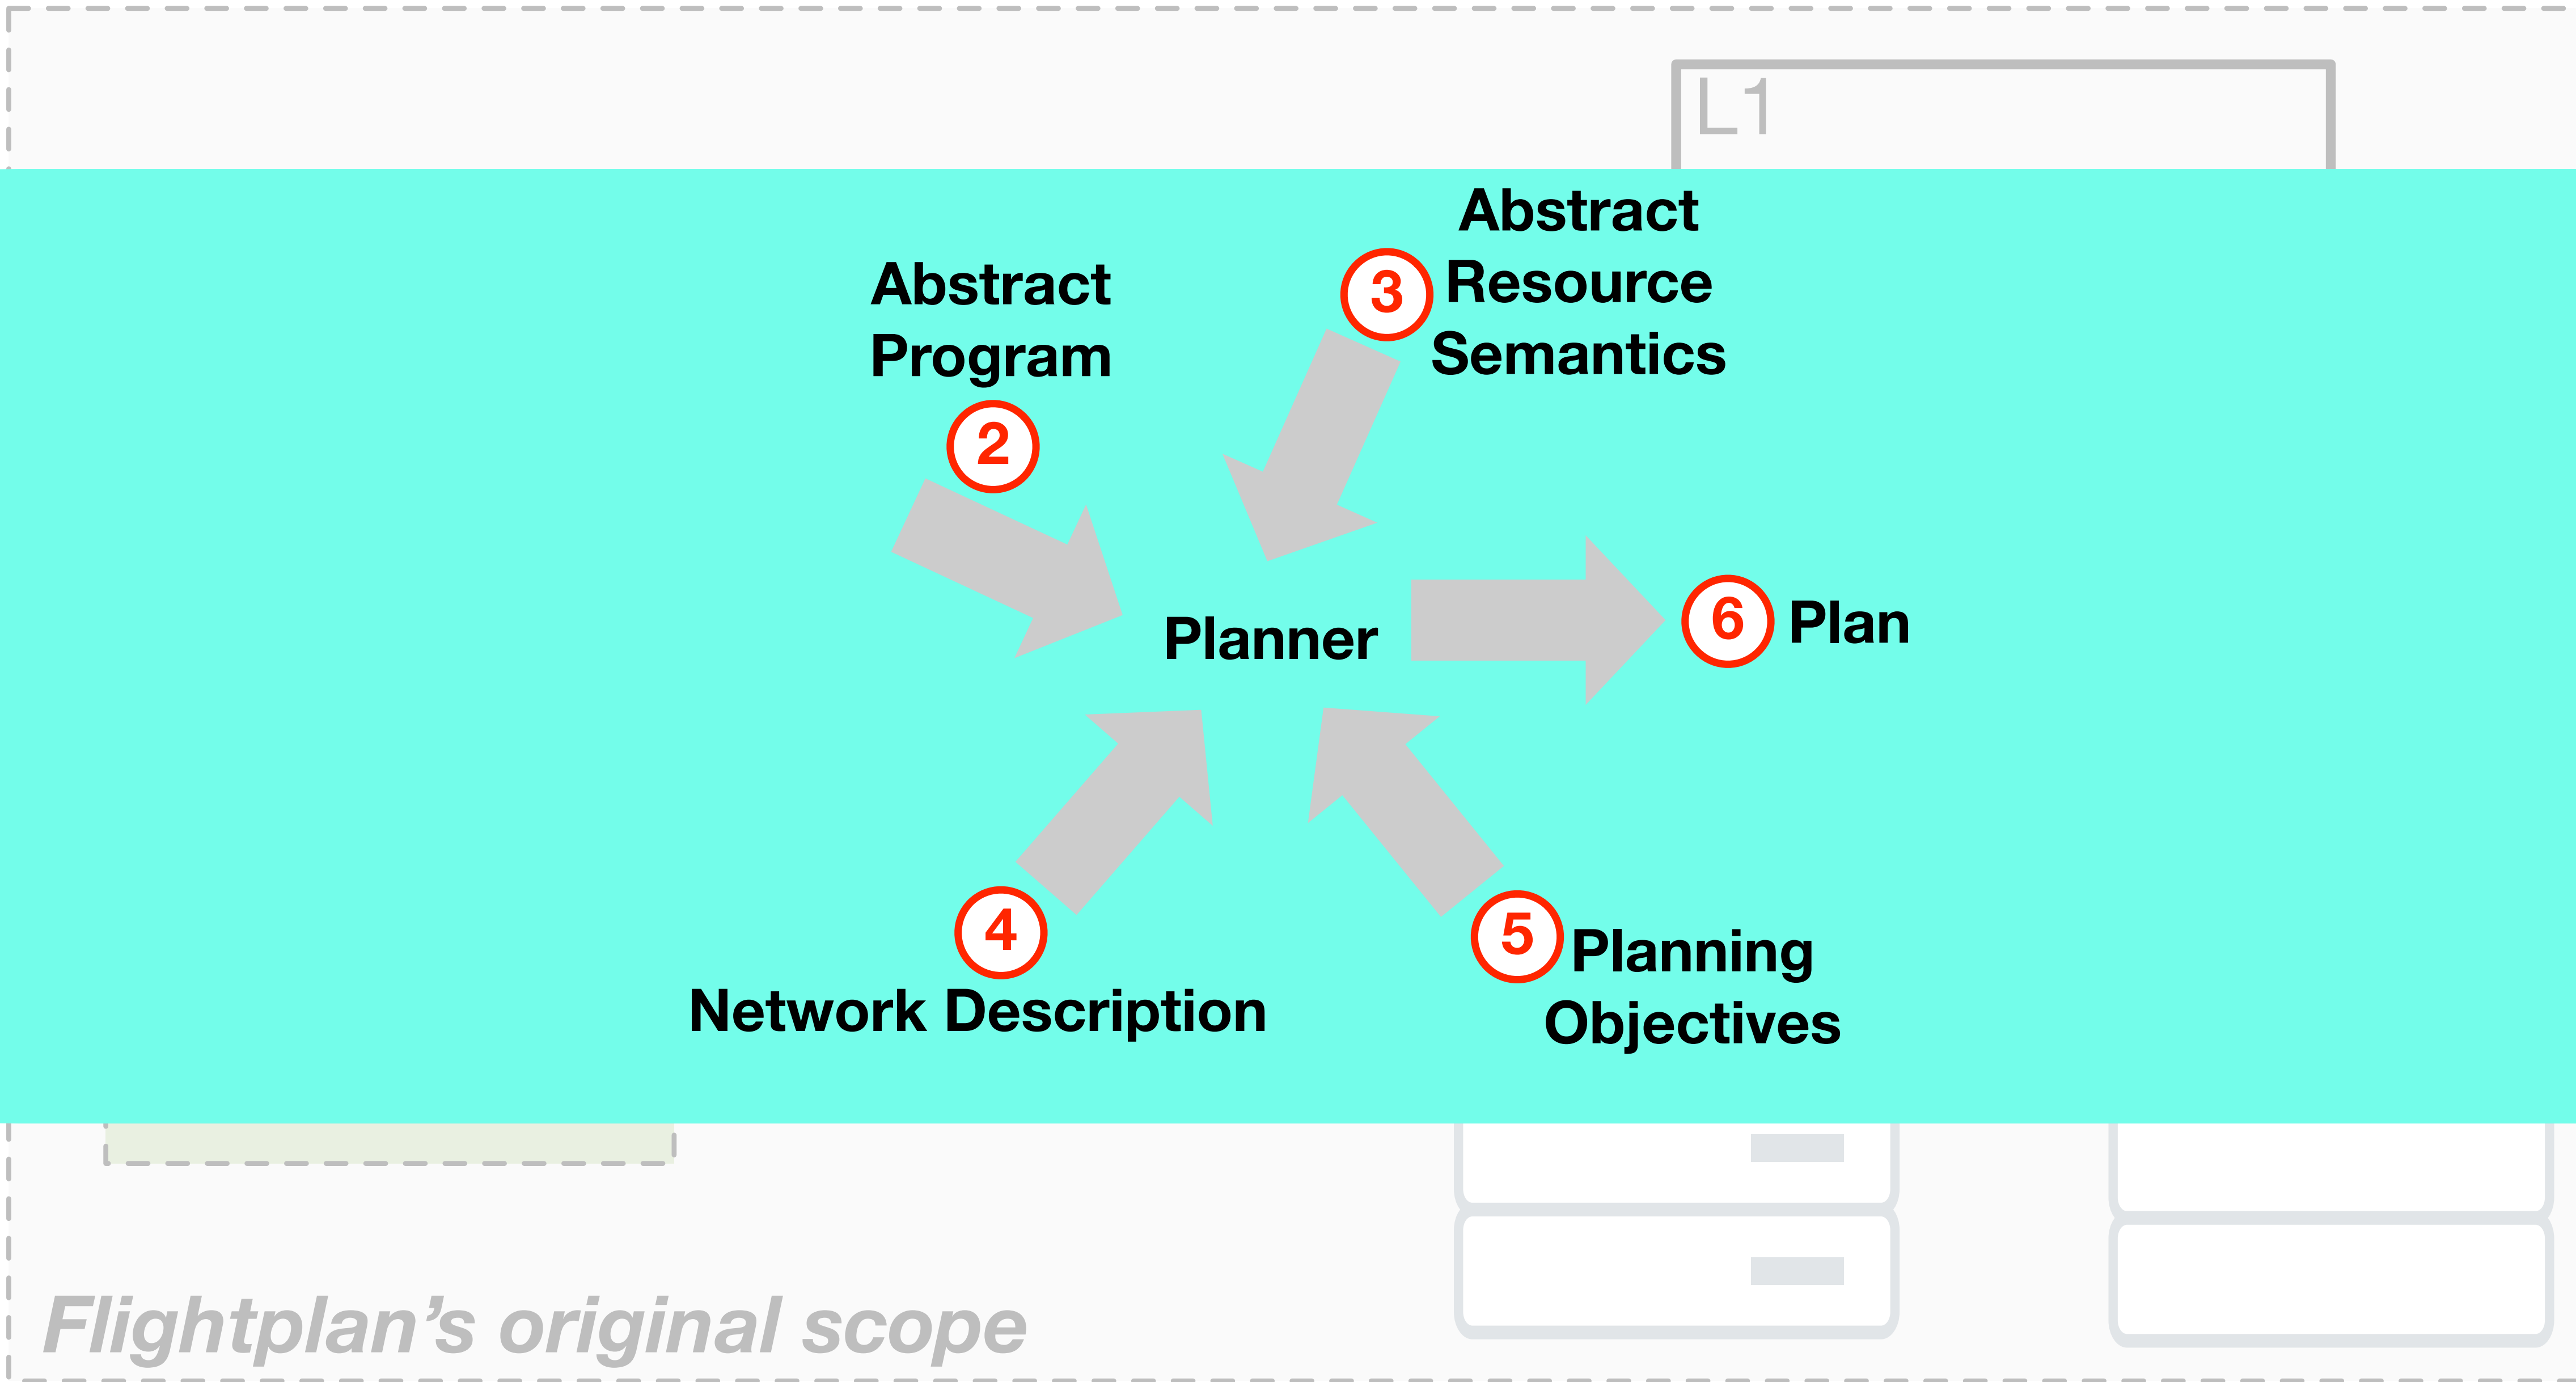 L1
Abstract
Program
2
3
Abstract
Resource
Semantics
Planner
6
Plan
4
Network Description
5
Planning
Objectives
Flightplan’s original scope